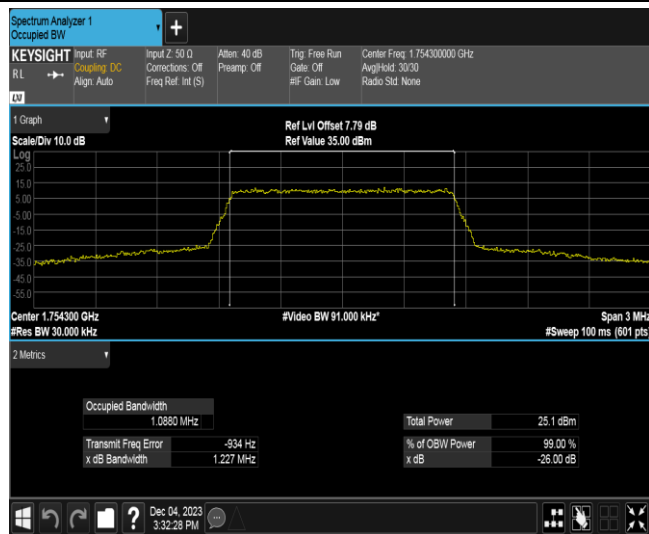 Spectrum Analyzer 1
Occupied BW
+
KEYSIGHT Input: RF Input Z: 50 Ω Atten: 40 dB Trig: Free Run Center Freq: 1.754300000 GHz
RL Coupling: DC Corrections: Off Preamp: Off Gate: Off Avg|Hold: 30/30
Align: Auto Freq Ref: Int (S) #IF Gain: Low Radio Std: None
LXI
1 Graph
Ref Lvl Offset 7.79 dB
Scale/Div 10.0 dB Ref Value 35.00 dBm
Log
25.0
15.0
5.00
-5.00
-15.0
-25.0
-35.0
-45.0
-55.0
Center 1.754300 GHz #Video BW 91.000 kHz* Span 3 MHz
#Res BW 30.000 kHz #Sweep 100 ms (601 pts)
2 Metrics
Occupied Bandwidth
1.0880 MHz Total Power 25.1 dBm
Transmit Freq Error -934 Hz % of OBW Power 99.00 %
x dB Bandwidth 1.227 MHz x dB -26.00 dB
? Dec 04, 2023
3:32:28 PM